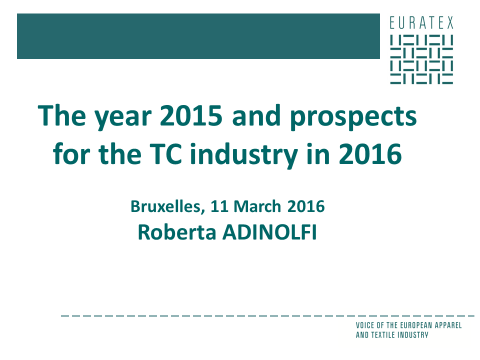 EURATEX
The year 2015 and prospects
for the TC industry in 2016
Bruxelles, 11 March 2016
Roberta ADINOLFI
VOICE OF THE EUROPEAN APPAREL
AND TEXTILE INDUSTRY